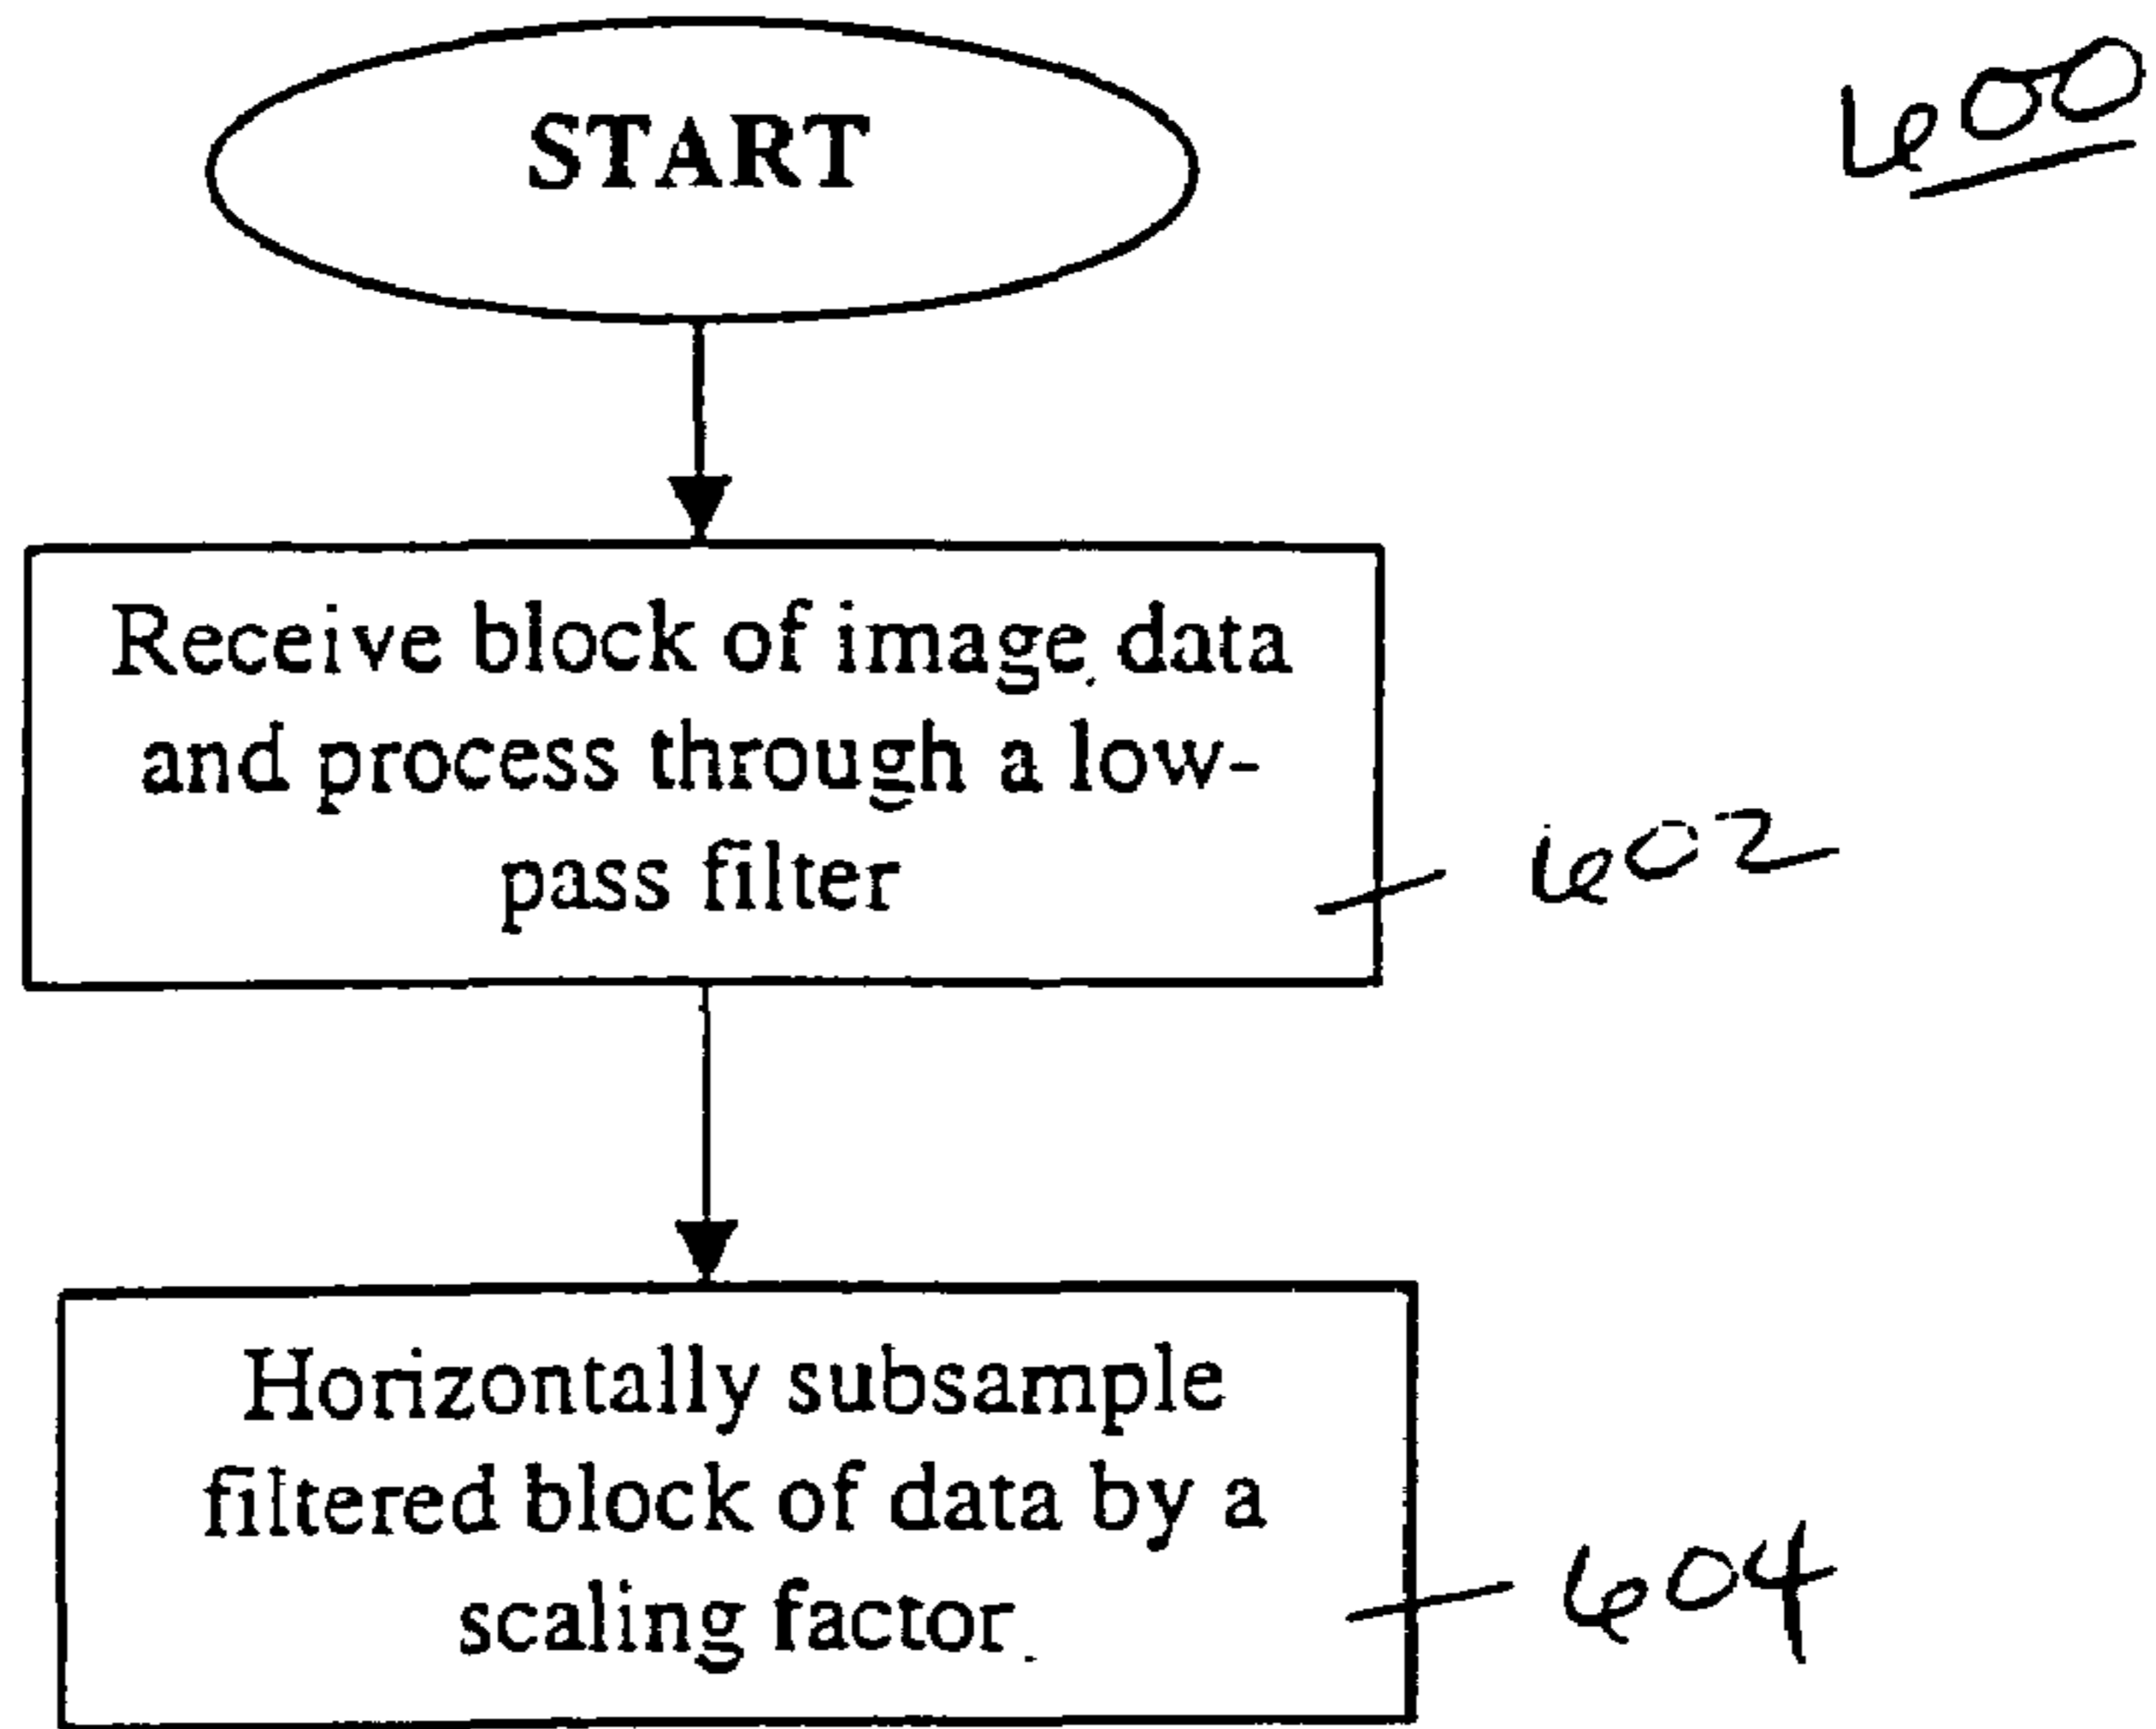 START
600
Receive block of image data
and process through a low-
pass filter
602
Horizontally subsample
filtered block of data by a
scaling factor
604